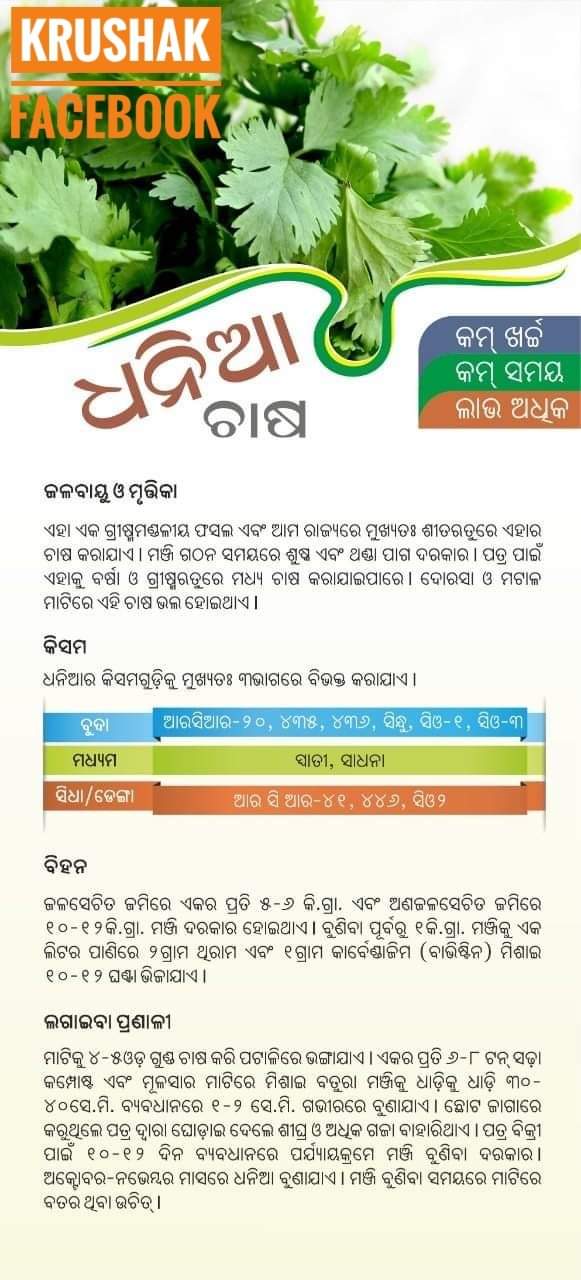 KRUSHAK
FACEBOOK
ଧନିଆ
ଚାଷ
କମ୍ ଖର୍ଚ୍ଚ
କମ୍ ସମୟ
ଲାଭ ଅଧିକ
ଜଳବାୟୁ ଓ ମୃତ୍ତିକା
ଏହା ଏକ ଗ୍ରୀଷ୍ମମଣ୍ଡଳୀୟ ଫସଲ ଏବଂ ଆମ ରାଜ୍ୟରେ ମୁଖ୍ୟତଃ ଶୀତରତୁରେ ଏହାର
ଚାଷ କରାଯାଏ । ମଞ୍ଜି ଗଠନ ସମୟରେ ଶୁଷ୍କ ଏବଂ ଥଣ୍ଡା ପାଗ ଦରକାର । ପତ୍ର ପାଇଁ
ଏହାକୁ ବର୍ଷା ଓ ଗ୍ରୀଷ୍ମରତୁରେ ମଧ୍ୟ ଚାଷ କରାଯାଇପାରେ । ଦୋରସା ଓ ମଟାଳ
ମାଟିରେ ଏହି ଚାଷ ଭଲ ହୋଇଥାଏ ।
କିସମ
ଧନିଆର କିସମଗୁଡ଼ିକୁ ମୁଖ୍ୟତଃ ୩ଭାଗରେ ବିଭକ୍ତ କରାଯାଏ ।
ବୁଦା ଆରସିଆର-୨୦, ୪୩୫, ୪୩୬, ସିନ୍ଧୁ, ସିଓ-୧, ସିଓ-୩
ମଧ୍ୟମ ସ୍ୱାତୀ, ସାଧନା
ସିଧା/ଡେଙ୍ଗା ଆର ସି ଆର-୪୧, ୪୪୬, ସିଓ୨
ବିହନ
ଜଳସେଚିତ ଜମିରେ ଏକର ପ୍ରତି ୫-୬ କି.ଗ୍ରା. ଏବଂ ଅଣଜଳସେଚିତ ଜମିରେ
୧୦-୧୨କି.ଗ୍ରା. ମଞ୍ଜି ଦରକାର ହୋଇଥାଏ । ବୁଣିବା ପୂର୍ବରୁ ୧କି.ଗ୍ରା. ମଞ୍ଜିକୁ ଏକ
ଲିଟର ପାଣିରେ ୨ଗ୍ରାମ ଥିରାମ ଏବଂ ୧ଗ୍ରାମ କାର୍ବେଣ୍ଡାଜିମ (ବାଭିଷ୍ଟିନ) ମିଶାଇ
୧୦-୧୨ ଘଣ୍ଟା ଭିଜାଯାଏ ।
ଲଗାଇବା ପ୍ରଣାଳୀ
ମାଟିକୁ ୪-୫ଓଡ଼ ଗୁଣ୍ଡ ଚାଷ କରି ପଟାଳିରେ ଭଙ୍ଗାଯାଏ । ଏକର ପ୍ରତି ୬-୮ ଟନ୍ ସଢ଼ା
କମ୍ପୋଷ୍ଟ ଏବଂ ମୂଳସାର ମାଟିରେ ମିଶାଇ ବତୁରା ମଞ୍ଜିକୁ ଧାଡ଼ିକୁ ଧାଡ଼ି ୩୦-
୪୦ସେ.ମି. ବ୍ୟବଧାନରେ ୧-୨ ସେ.ମି. ଗଭୀରରେ ବୁଣାଯାଏ । ଛୋଟ ଜାଗାରେ
କରୁଥିଲେ ପତ୍ର ଦ୍ୱାରା ଘୋଡ଼ାଇ ଦେଲେ ଶୀଘ୍ର ଓ ଅଧିକ ଗଜା ବାହାରିଥାଏ । ପତ୍ର ବିକ୍ରୀ
ପାଇଁ ୧୦-୧୨ ଦିନ ବ୍ୟବଧାନରେ ପର୍ଯ୍ୟାୟକ୍ରମେ ମଞ୍ଜି ବୁଣିବା ଦରକାର ।
ଅକ୍ଟୋବର-ନଭେମ୍ବର ମାସରେ ଧନିଆ ବୁଣାଯାଏ । ମଞ୍ଜି ବୁଣିବା ସମୟରେ ମାଟିରେ
ବତର ଥିବା ଉଚିତ୍ ।